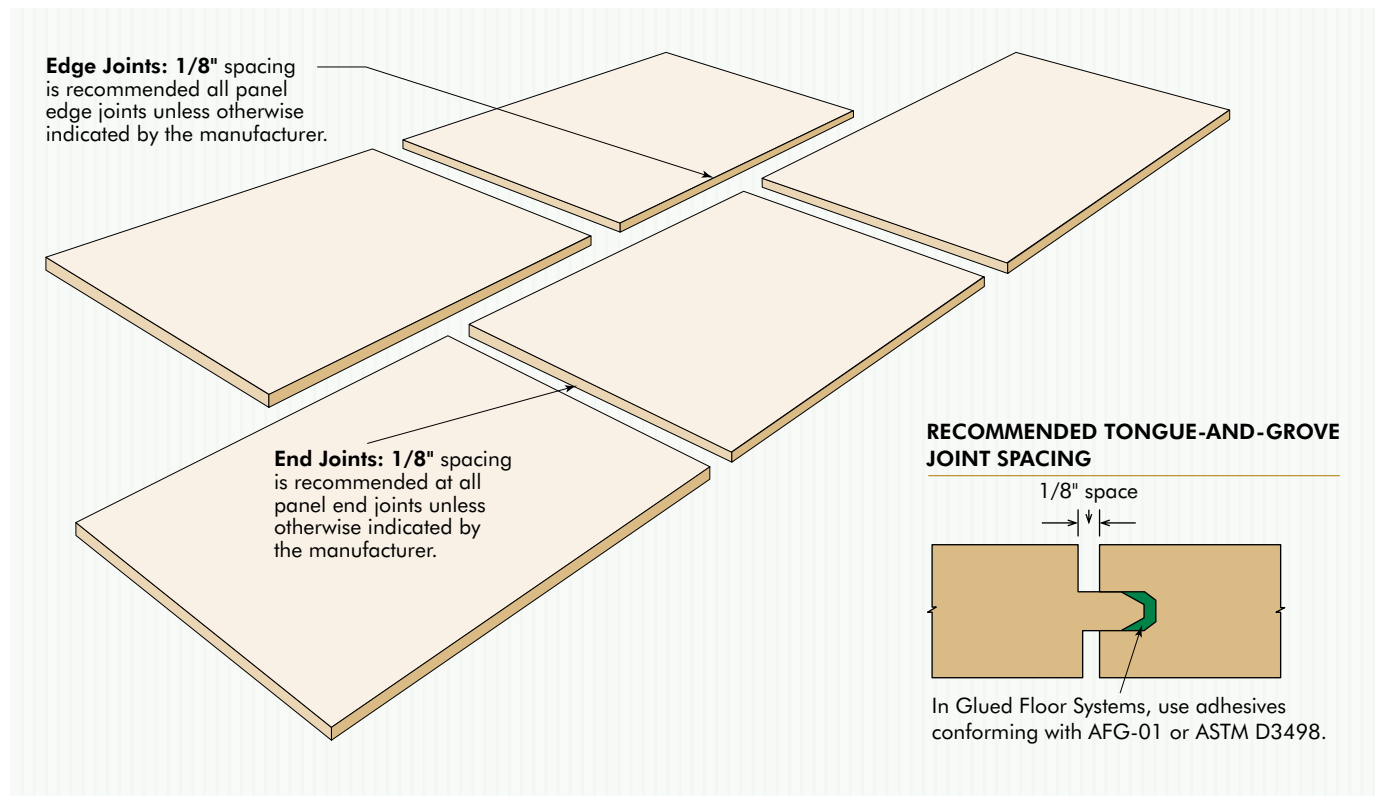 Edge Joints: 1/8" spacing
is recommended all panel
edge joints unless otherwise
indicated by the manufacturer.
End Joints: 1/8" spacing
is recommended at all
panel end joints unless
otherwise indicated by
the manufacturer.
RECOMMENDED TONGUE-AND-GROVE
JOINT SPACING
1/8" space
In Glued Floor Systems, use adhesives
conforming with AFG-01 or ASTM D3498.